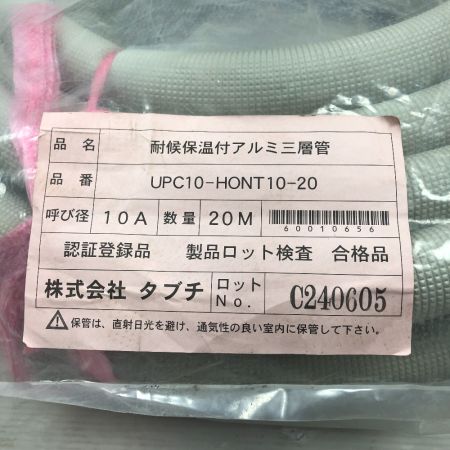 品名 耐候保温付アルミ三層管
品番 UPC10-HONT10-20
呼び径 10A 数量 20M 60010656
認証登録品 製品ロット検査 合格品
株式会社 タブチ ロットNo. C240605
⚠保管は、直射日光を避け、通気性の良い室内に保管して下さい。